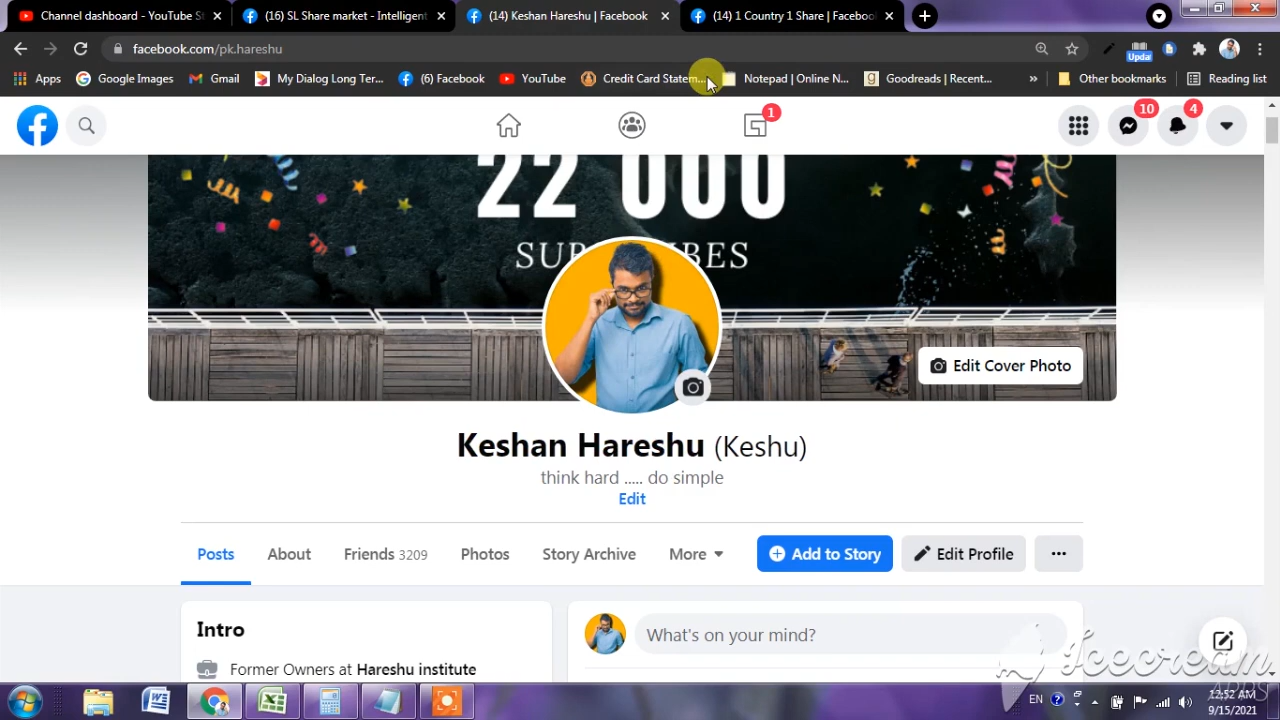 Channel dashboard - YouTube St
(16) SL Share market - Intelligent
(14) Keshan Hareshu | Facebook
(14) 1 Country 1 Share | Facebook
facebook.com/pk.hareshu
Apps
Google Images
Gmail
My Dialog Long Ter...
(6) Facebook
YouTube
Credit Card Statem...
Notepad | Online N...
Goodreads | Recent...
»
Other bookmarks
Reading list
Updat
1
10
4
22 000
Keshan Hareshu (Keshu)
think hard ..... do simple
Edit
Edit Cover Photo
Posts
About
Friends 3209
Photos
Story Archive
More
Add to Story
Edit Profile
...
Intro
Former Owners at Hareshu institute
What's on your mind?
Icecream
APPS
EN
12:52 AM
9/15/2021